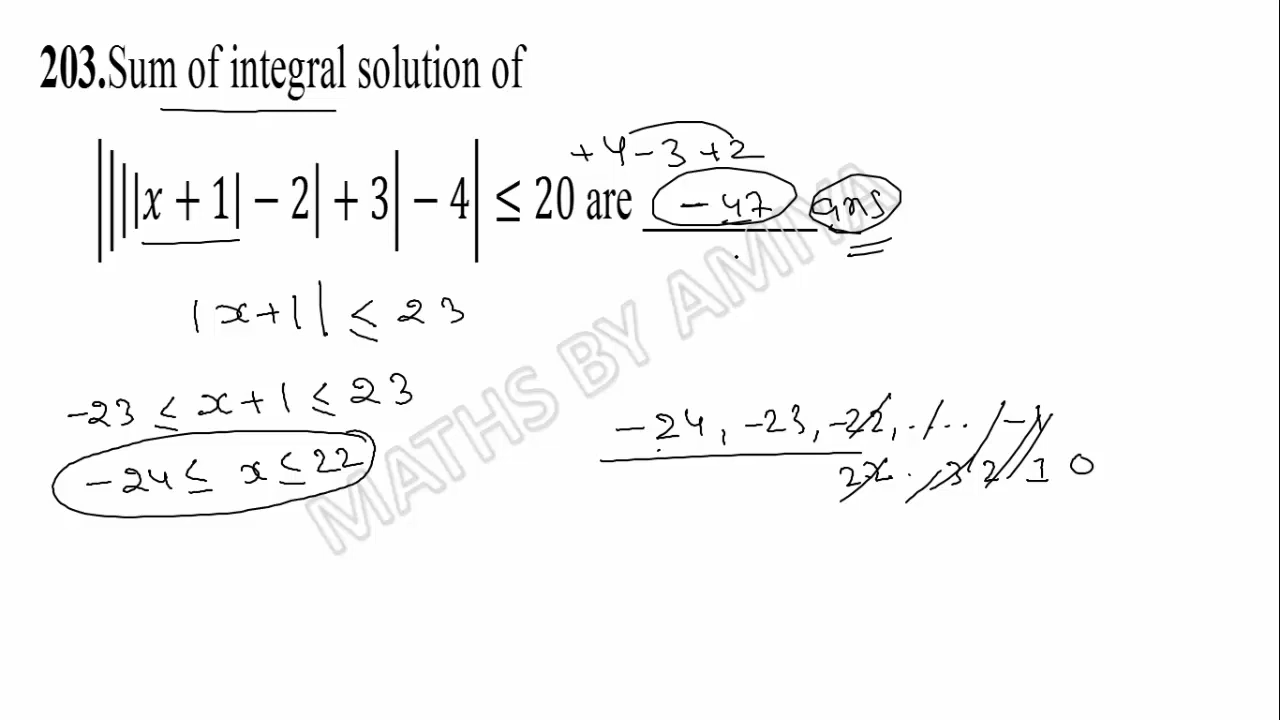 203.Sum of integral solution of
+4-3+2
||||x + 1| - 2| + 3| - 4| ≤ 20 are -47 ans
|x+1| ≤ 23
-23 ≤ x+1 ≤ 23
-24 ≤ x ≤ 22
-24, -23, -22, ... -1
22 . , 3 2 1 0
MATHS BY AMIYA